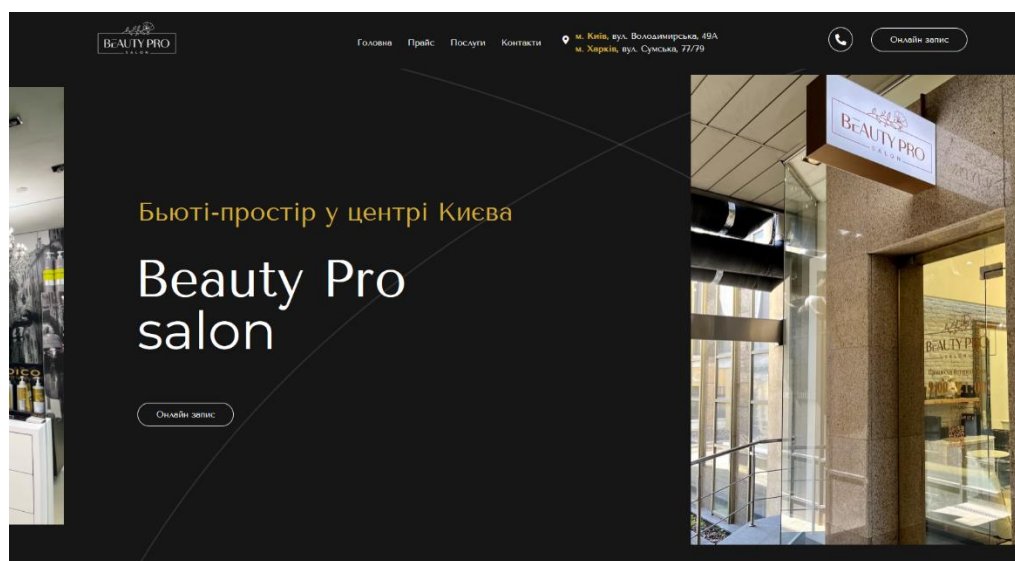 BEAUTY PRO
SALON
Головна Прайс Послуги Контакти
м. Київ, вул. Володимирська, 49А
м. Харків, вул. Сумська, 77/79
Онлайн запис
Бьюті-простір у центрі Києва
Beauty Pro
salon
Онлайн запис
BEAUTY PRO
SALON
BEAUTY PRO
SALON